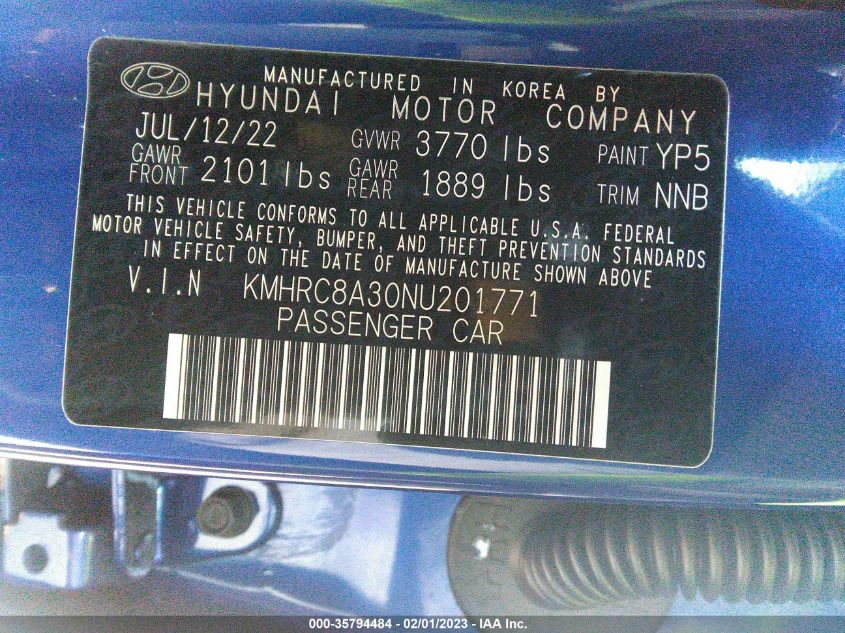 MANUFACTURED IN KOREA BY
HYUNDAI MOTOR COMPANY
JUL/12/22 GVWR 3770 lbs PAINT YP5
GAWR FRONT 2101 lbs GAWR REAR 1889 lbs TRIM NNB
THIS VEHICLE CONFORMS TO ALL APPLICABLE U.S.A. FEDERAL
MOTOR VEHICLE SAFETY, BUMPER, AND THEFT PREVENTION STANDARDS
IN EFFECT ON THE DATE OF MANUFACTURE SHOWN ABOVE
V.I.N KMHRC8A30NU201771
PASSENGER CAR
000-35794484 - 02/01/2023 - IAA Inc.